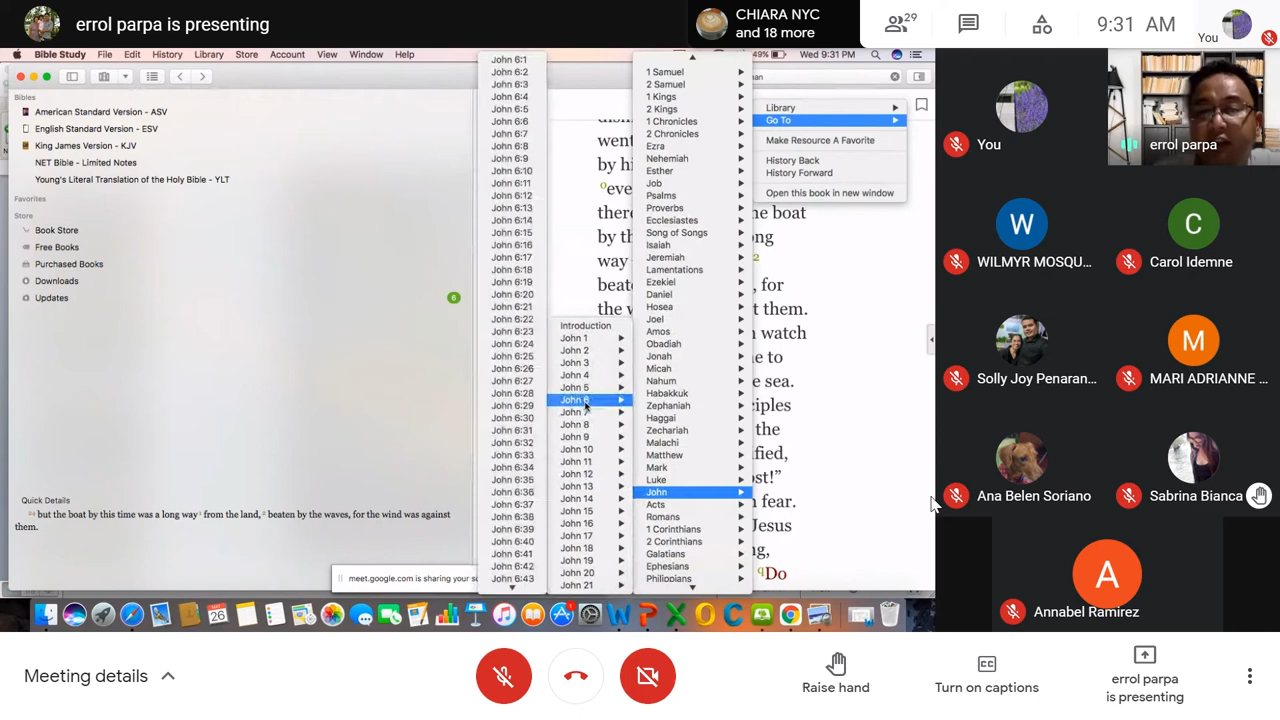 errol parpa is presenting
CHIARA NYC
and 18 more
29
9:31 AM
You
Bible Study File Edit History Library Store Account View Window Help
49% Wed 9:31 PM
Bibles
American Standard Version - ASV
English Standard Version - ESV
King James Version - KJV
NET Bible - Limited Notes
Young's Literal Translation of the Holy Bible - YLT
Favorites
Store
Book Store
Free Books
Purchased Books
Downloads
Updates
6
Quick Details
but the boat by this time was a long way from the land, beaten by the waves, for the wind was against
them.
meet.google.com is sharing your s
John 6:1
John 6:2
John 6:3
John 6:4
John 6:5
John 6:6
John 6:7
John 6:8
John 6:9
John 6:10
John 6:11
John 6:12
John 6:13
John 6:14
John 6:15
John 6:16
John 6:17
John 6:18
John 6:19
John 6:20
John 6:21
John 6:22
John 6:23
John 6:24
John 6:25
John 6:26
John 6:27
John 6:28
John 6:29
John 6:30
John 6:31
John 6:32
John 6:33
John 6:34
John 6:35
John 6:36
John 6:37
John 6:38
John 6:39
John 6:40
John 6:41
John 6:42
John 6:43
Introduction
John 1
John 2
John 3
John 4
John 5
John 6
John 7
John 8
John 9
John 10
John 11
John 12
John 13
John 14
John 15
John 16
John 17
John 18
John 19
John 20
John 21
1 Samuel
2 Samuel
1 Kings
2 Kings
1 Chronicles
2 Chronicles
Ezra
Nehemiah
Esther
Job
Psalms
Proverbs
Ecclesiastes
Song of Songs
Isaiah
Jeremiah
Lamentations
Ezekiel
Daniel
Hosea
Joel
Amos
Obadiah
Jonah
Micah
Nahum
Habakkuk
Zephaniah
Haggai
Zechariah
Malachi
Matthew
Mark
Luke
John
Acts
Romans
1 Corinthians
2 Corinthians
Galatians
Ephesians
Philippians
Library
Go To
Make Resource A Favorite
History Back
History Forward
Open this book in new window
went
by hi
eve
there ne boat
by th ong
way
beate , for
the w t them.
n watch
ne to
e sea.
ciples
the
ified,
ost!”
n fear.
Jesus
ng,
Do
You
errol parpa
W
WILMYR MOSQU...
C
Carol Idemne
Solly Joy Penaran...
M
MARI ADRIANNE ...
Ana Belen Soriano
Sabrina Bianca
A
Annabel Ramirez
AUG
26
Meeting details
Raise hand
Turn on captions
errol parpa
is presenting